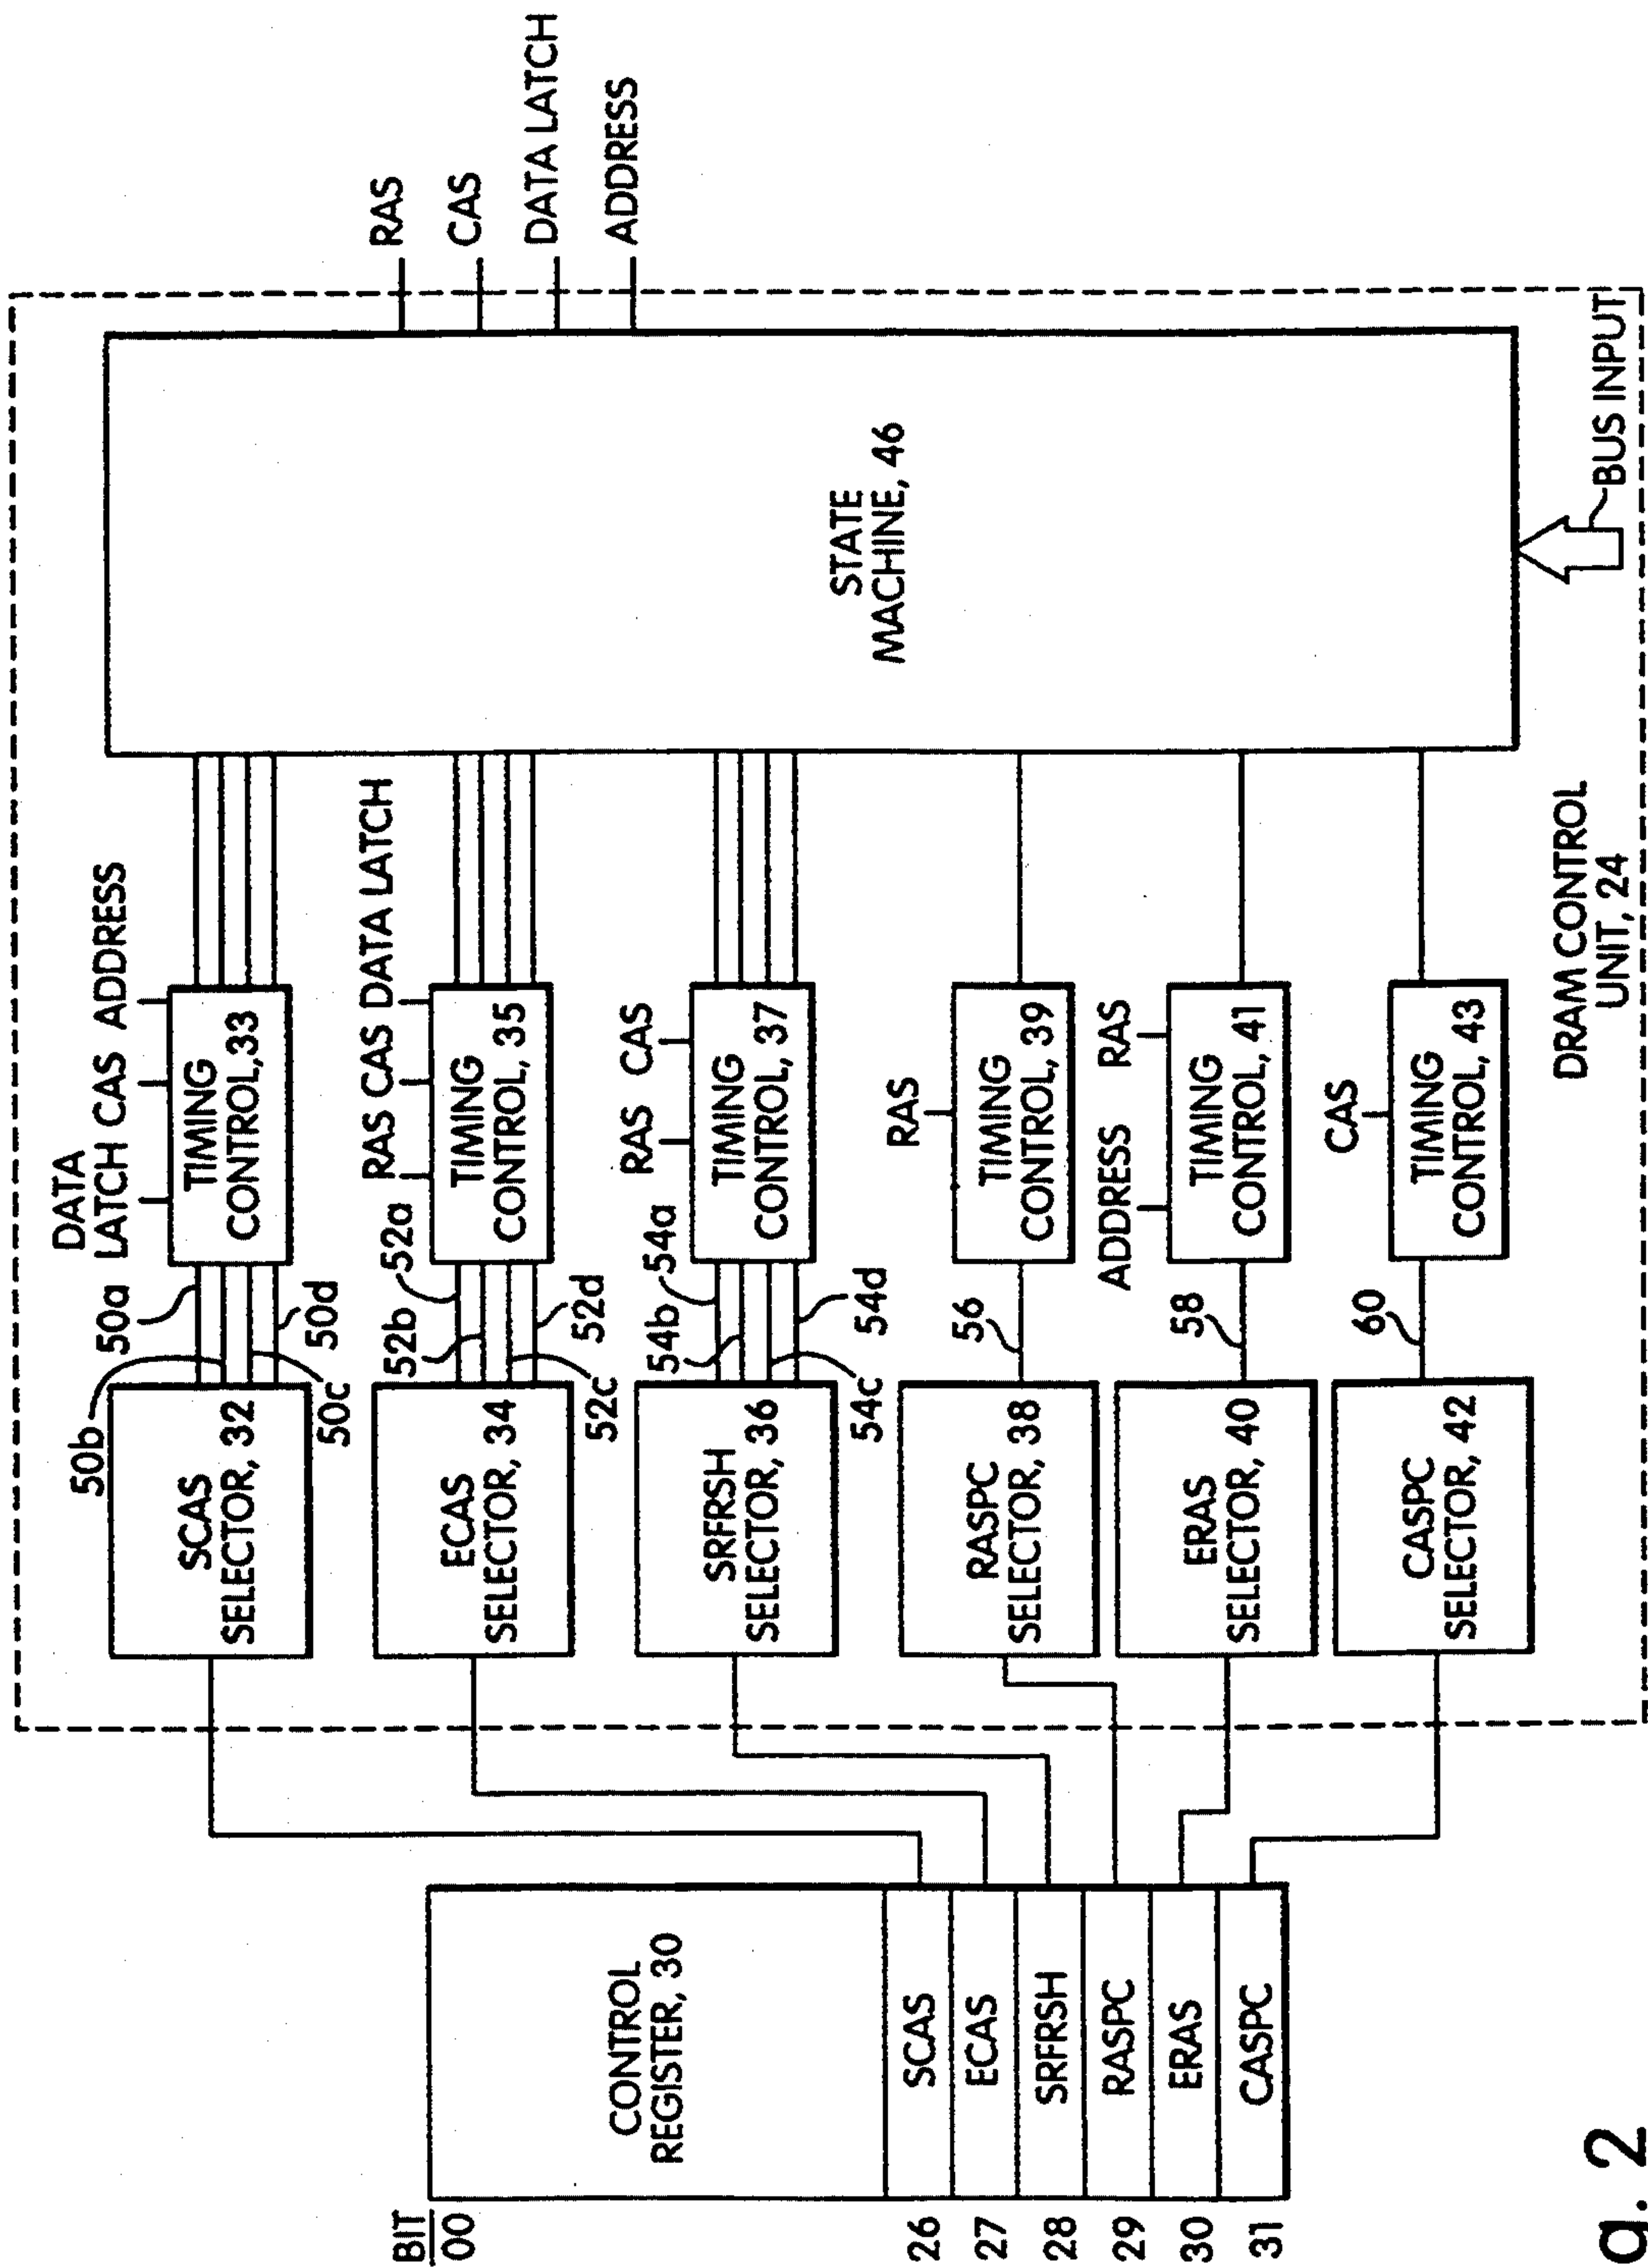 BIT
00
26
27
28
29
30
31
CONTROL
REGISTER, 30
SCAS
ECAS
SRFRSH
RASPC
ERAS
CASPC
SCAS
SELECTOR, 32
ECAS
SELECTOR, 34
SRFRSH
SELECTOR, 36
RASPC
SELECTOR, 38
ERAS
SELECTOR, 40
CASPC
SELECTOR, 42
50b
50a
50c
50d
52b
52a
52c
52d
54b
54a
54c
54d
56
58
60
DATA
LATCH CAS ADDRESS
TIMING
CONTROL,33
RAS CAS DATA LATCH
TIMING
CONTROL, 35
RAS CAS
TIMING
CONTROL, 37
RAS
TIMING
CONTROL, 39
ADDRESS RAS
TIMING
CONTROL, 41
CAS
TIMING
CONTROL, 43
STATE
MACHINE, 46
RAS
CAS
DATA LATCH
ADDRESS
BUS INPUT
DRAM CONTROL
UNIT, 24
g. 2